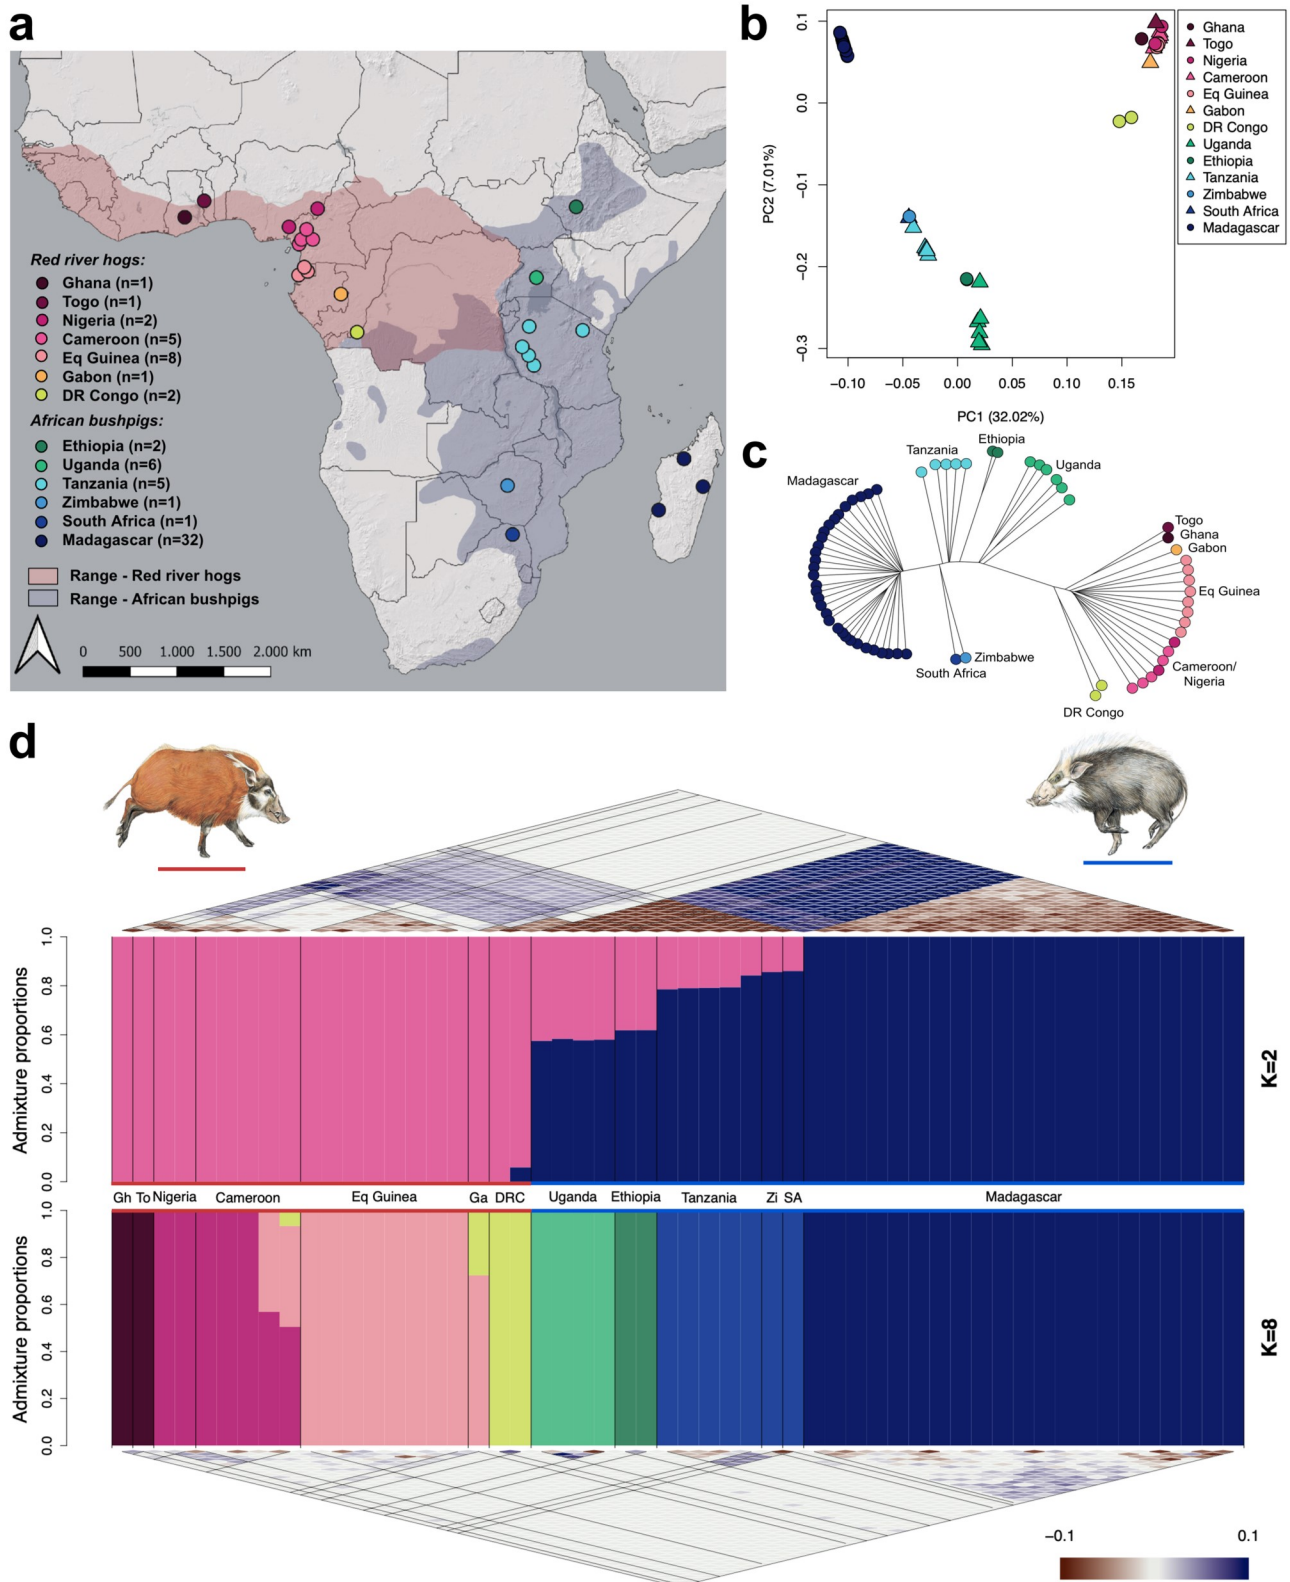 a
Red river hogs:
Ghana (n=1)
Togo (n=1)
Nigeria (n=2)
Cameroon (n=5)
Eq Guinea (n=8)
Gabon (n=1)
DR Congo (n=2)
African bushpigs:
Ethiopia (n=2)
Uganda (n=6)
Tanzania (n=5)
Zimbabwe (n=1)
South Africa (n=1)
Madagascar (n=32)
Range - Red river hogs
Range - African bushpigs
0 500 1.000 1.500 2.000 km
b
PC2 (7.01%)
0.1
0.0
−0.1
−0.2
−0.3
−0.10 −0.05 0.00 0.05 0.10 0.15
PC1 (32.02%)
Ghana
Togo
Nigeria
Cameroon
Eq Guinea
Gabon
DR Congo
Uganda
Ethiopia
Tanzania
Zimbabwe
South Africa
Madagascar
c
Madagascar
Tanzania
Ethiopia
Uganda
Togo
Ghana
Gabon
Eq Guinea
Cameroon/
Nigeria
DR Congo
Zimbabwe
South Africa
d
Admixture proportions
1.0
0.8
0.6
0.4
0.2
0.0
K=2
Gh To Nigeria Cameroon Eq Guinea Ga DRC Uganda Ethiopia Tanzania Zi SA Madagascar
Admixture proportions
1.0
0.8
0.6
0.4
0.2
0.0
K=8
−0.1 0.1